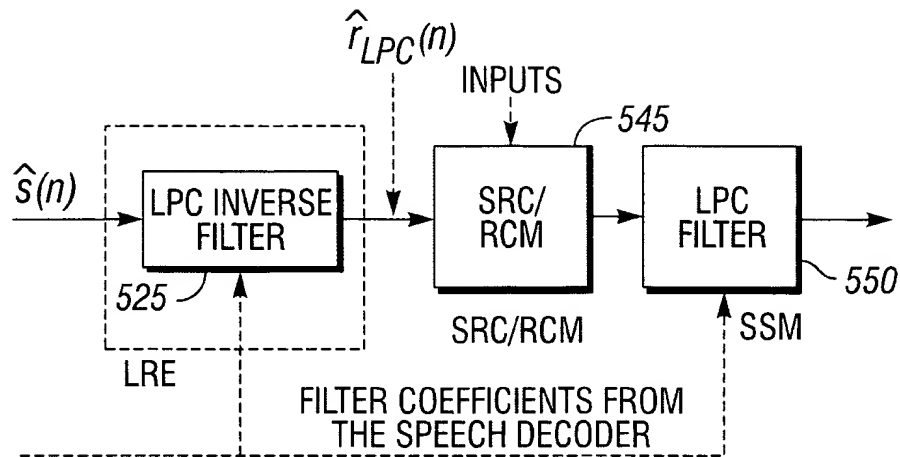 r̂LPC(n)
INPUTS
545
ŝ(n)
LPC INVERSE
FILTER
SRC/
RCM
LPC
FILTER
525
550
SRC/RCM
SSM
LRE
FILTER COEFFICIENTS FROM
THE SPEECH DECODER